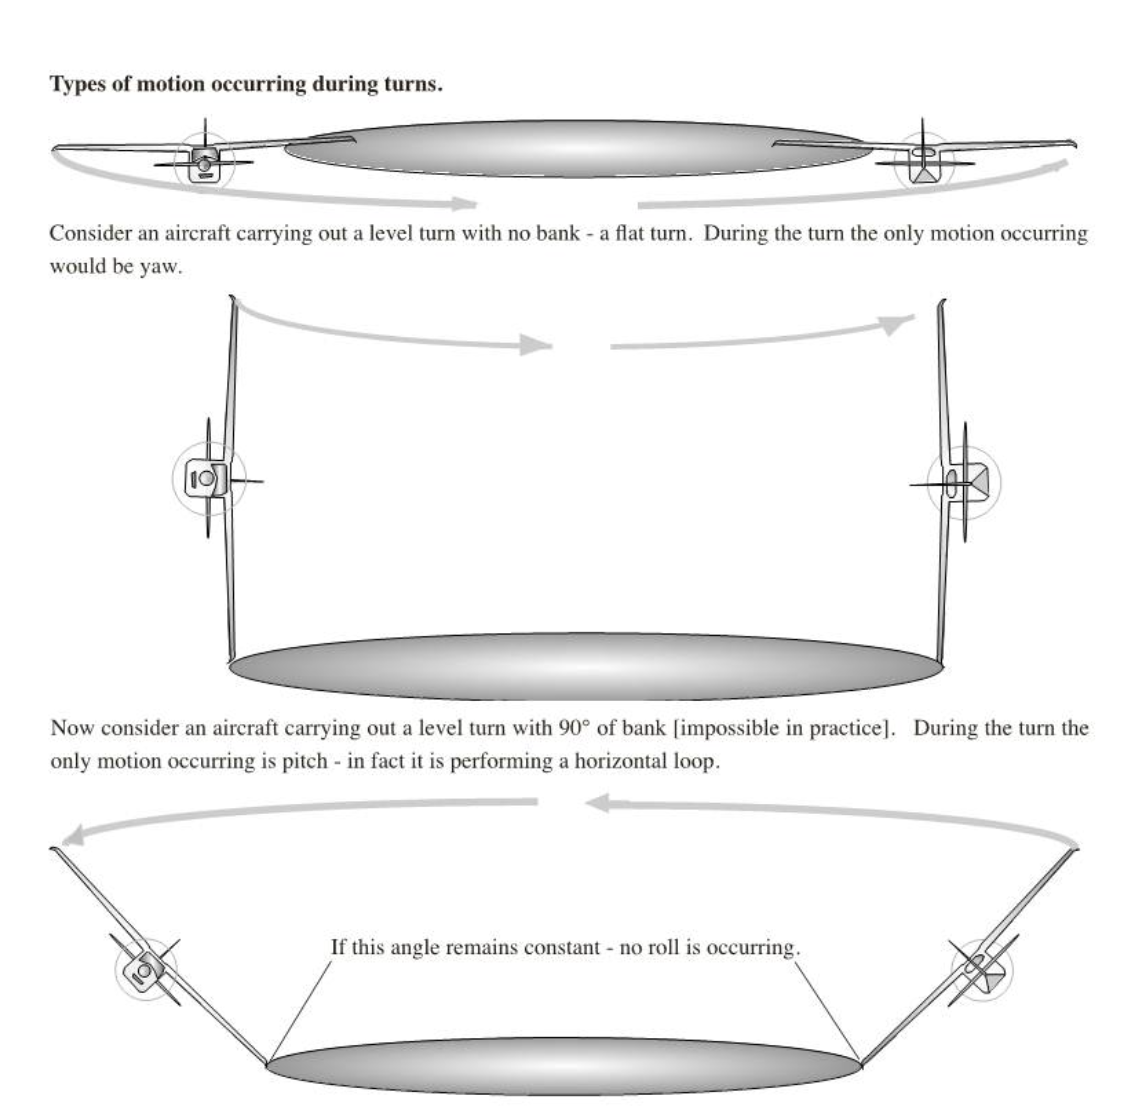 Types of motion occurring during turns.
Consider an aircraft carrying out a level turn with no bank - a flat turn.  During the turn the only motion occurring
would be yaw.
Now consider an aircraft carrying out a level turn with 90° of bank [impossible in practice].   During the turn the
only motion occurring is pitch - in fact it is performing a horizontal loop.
If this angle remains constant - no roll is occurring.